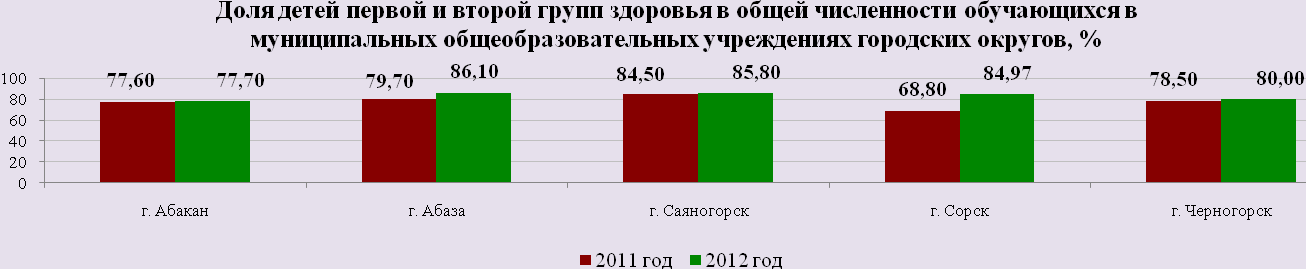 Доля детей первой и второй групп здоровья в общей численности обучающихся в
муниципальных общеобразовательных учреждениях городских округов, %
77,60 77,70 79,70 86,10 84,50 85,80 68,80 84,97 78,50 80,00
100
80
60
40
20
0
г. Абакан г. Абаза г. Саяногорск г. Сорск г. Черногорск
2011 год 2012 год